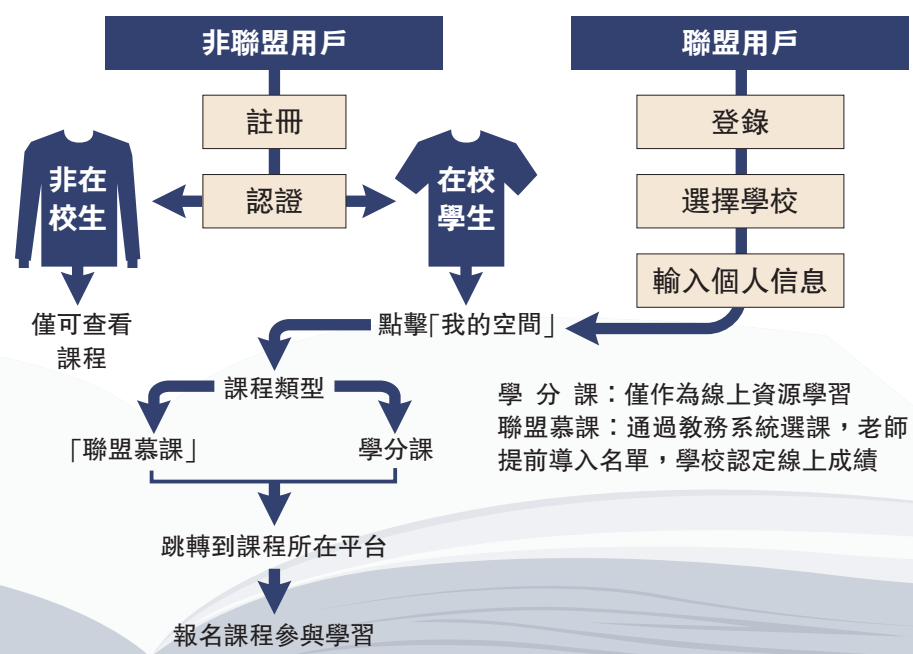 非聯盟用戶
聯盟用戶
註冊
登錄
非在
校生
認證
在校
學生
選擇學校
輸入個人信息
僅可查看
課程
點擊「我的空間」
課程類型
「聯盟慕課」
學分課
學 分 課：僅作為線上資源學習
聯盟慕課：通過教務系統選課，老師
提前導入名單，學校認定線上成績
跳轉到課程所在平台
報名課程參與學習